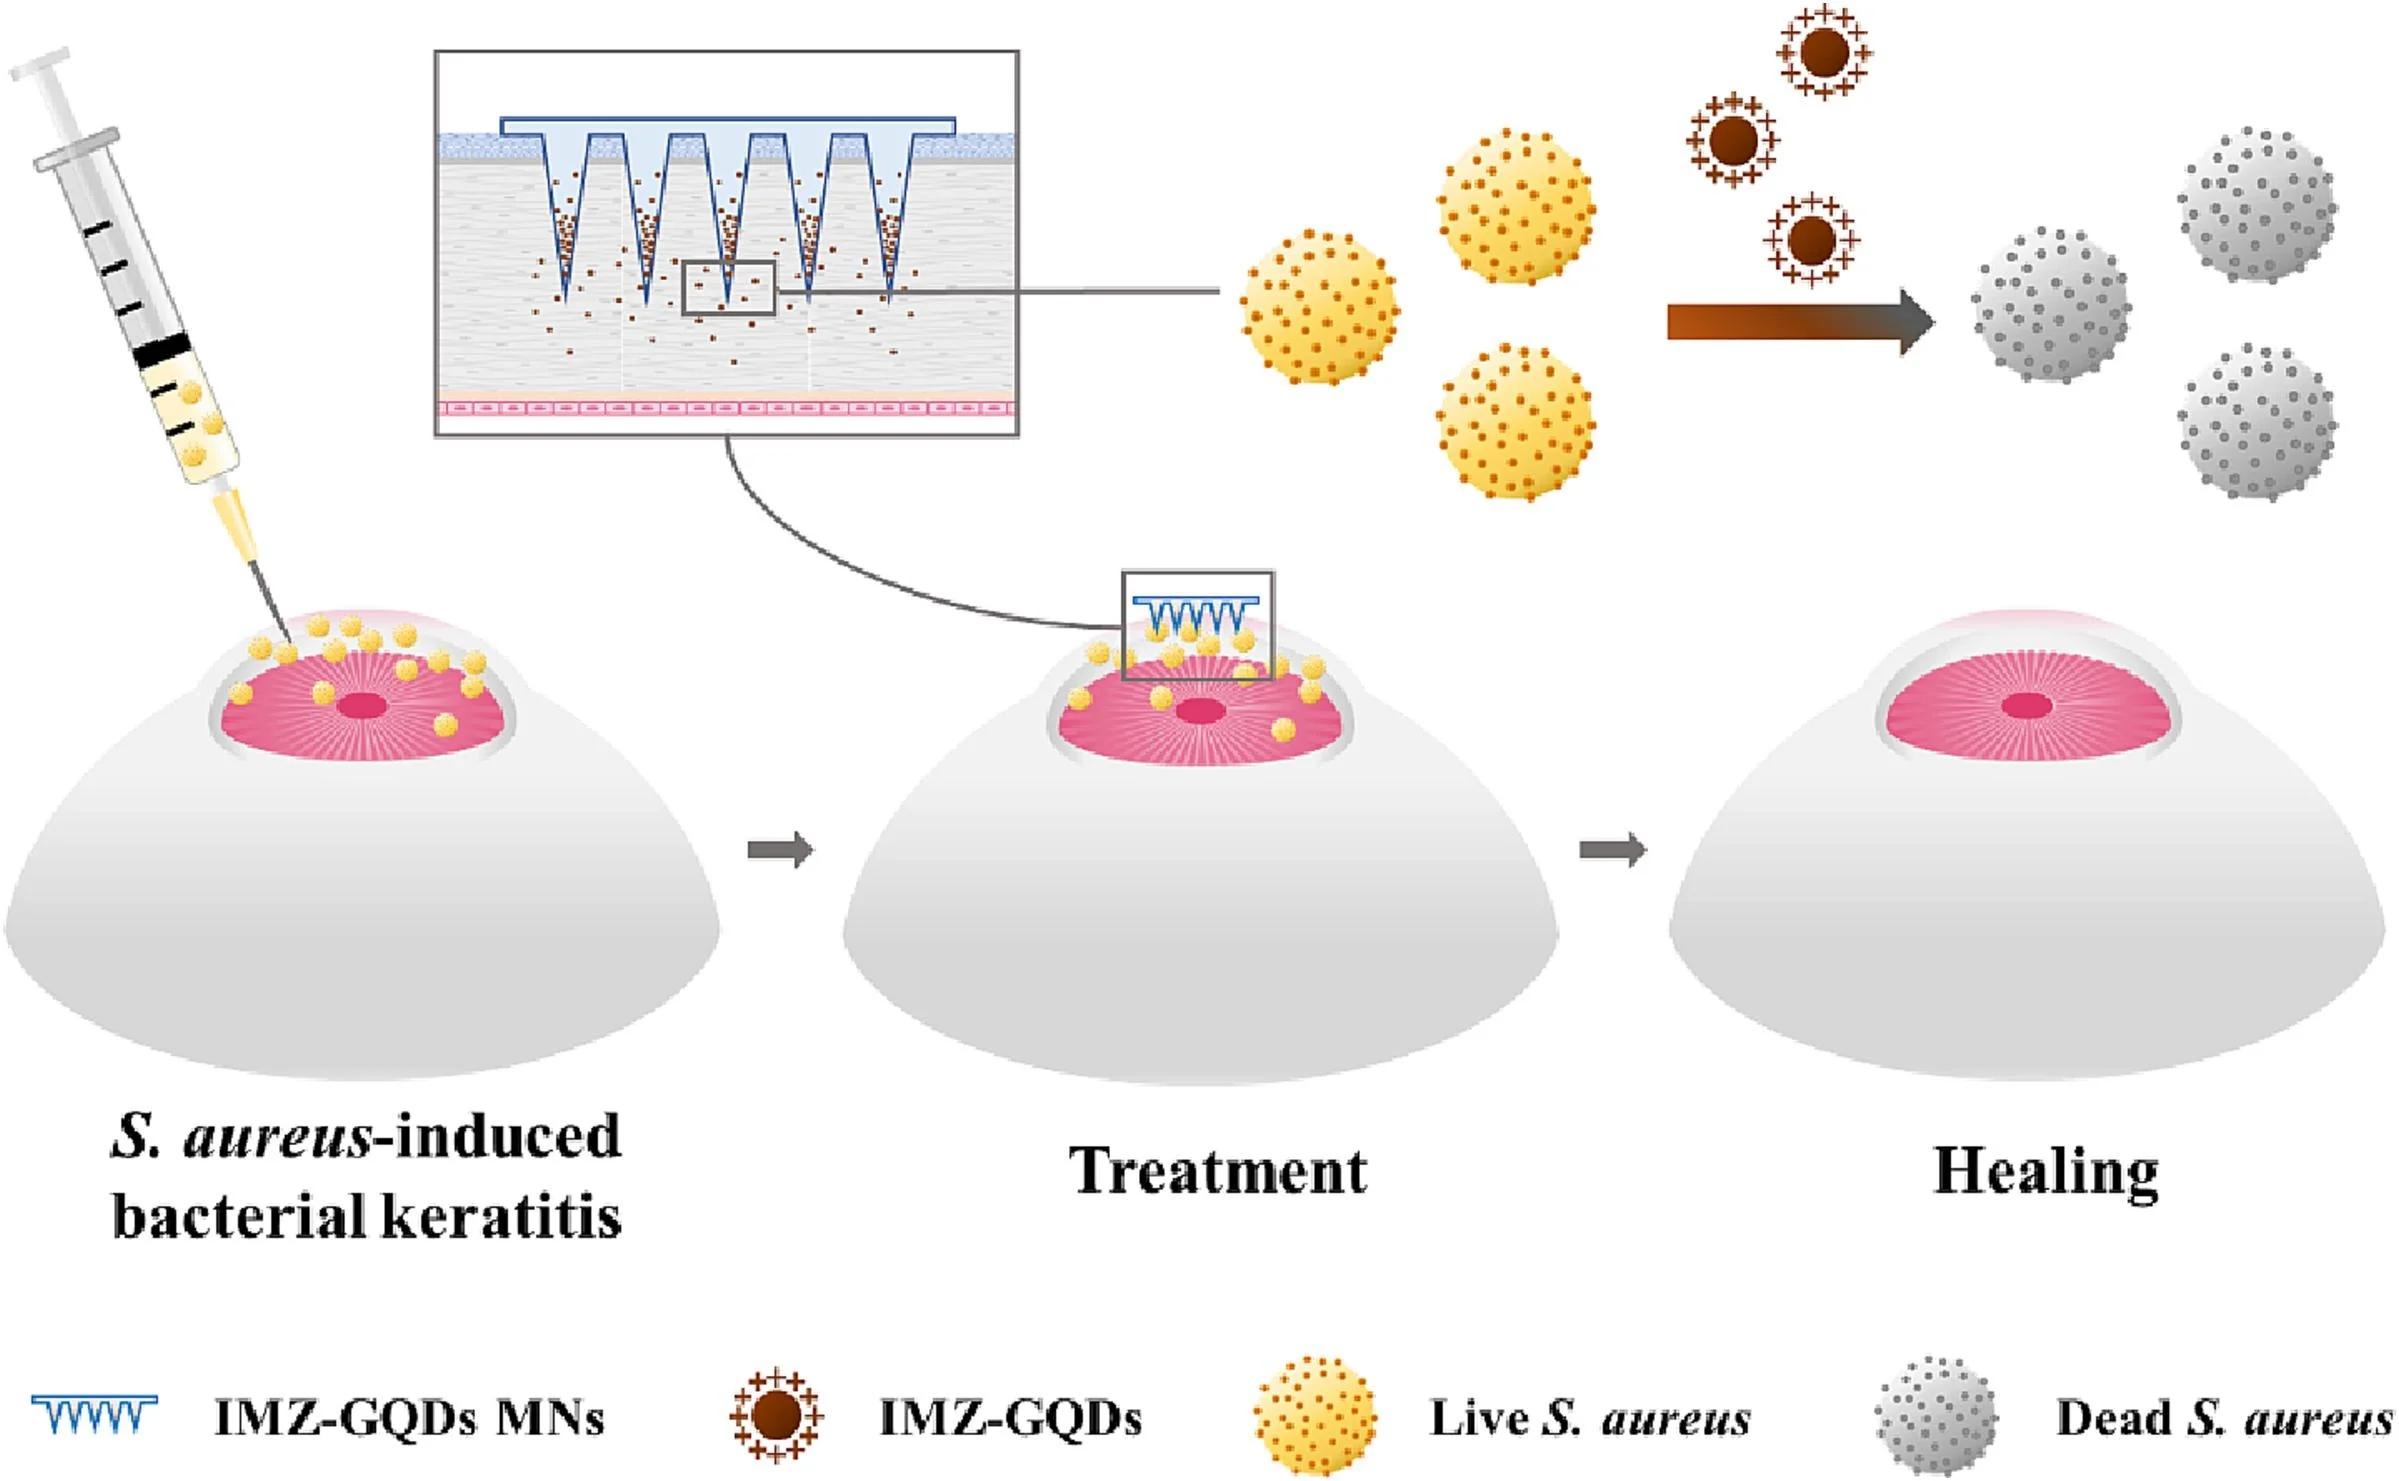 S. aureus-induced
bacterial keratitis
Treatment
Healing
IMZ-GQDs MNs
IMZ-GQDs
Live S. aureus
Dead S. aureus